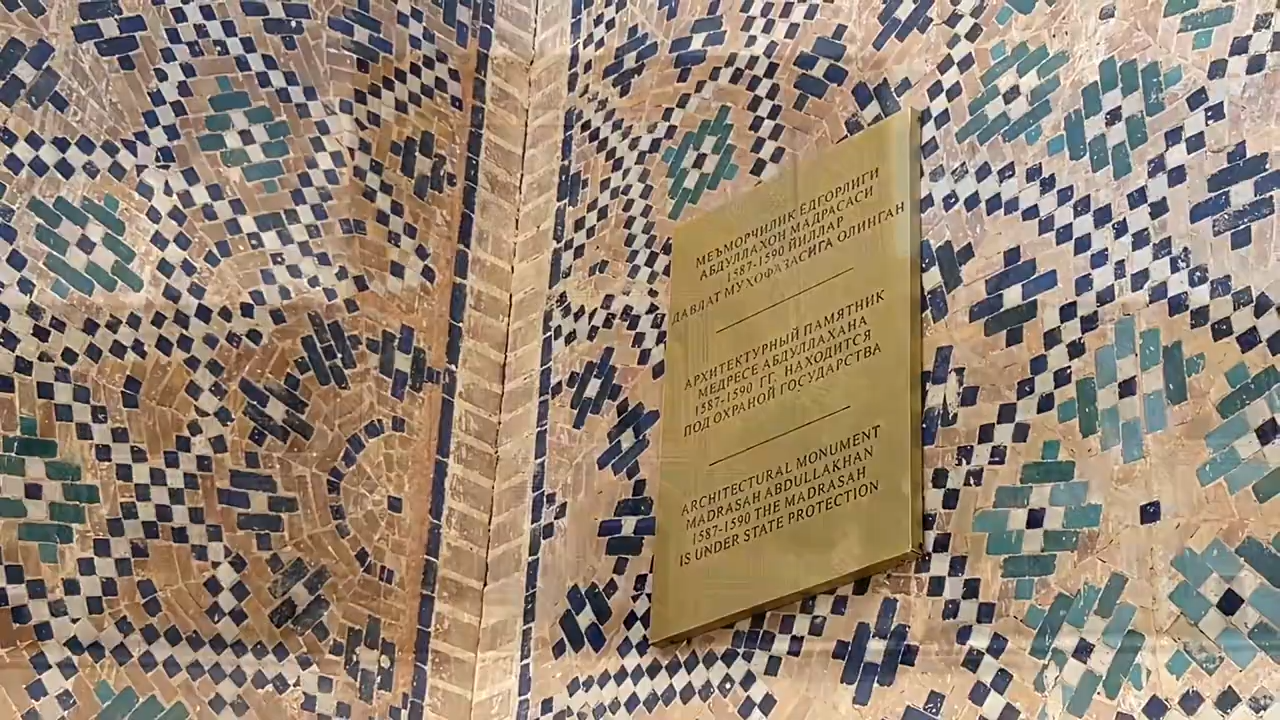 МЕЪМОРЧИЛИК ЕДГОРЛИГИ
АБДУЛЛАХОН МАДРАСАСИ
1587-1590 ЙИЛЛАР
ДАВЛАТ МУХОФАЗАСИГА ОЛИНГАН
АРХИТЕКТУРНЫЙ ПАМЯТНИК
МЕДРЕСЕ АБДУЛЛАХАНА
1587-1590 ГГ. НАХОДИТСЯ
ПОД ОХРАНОЙ ГОСУДАРСТВА
ARCHITECTURAL MONUMENT
MADRASAH ABDULLAKHAN
1587-1590 THE MADRASAH
IS UNDER STATE PROTECTION